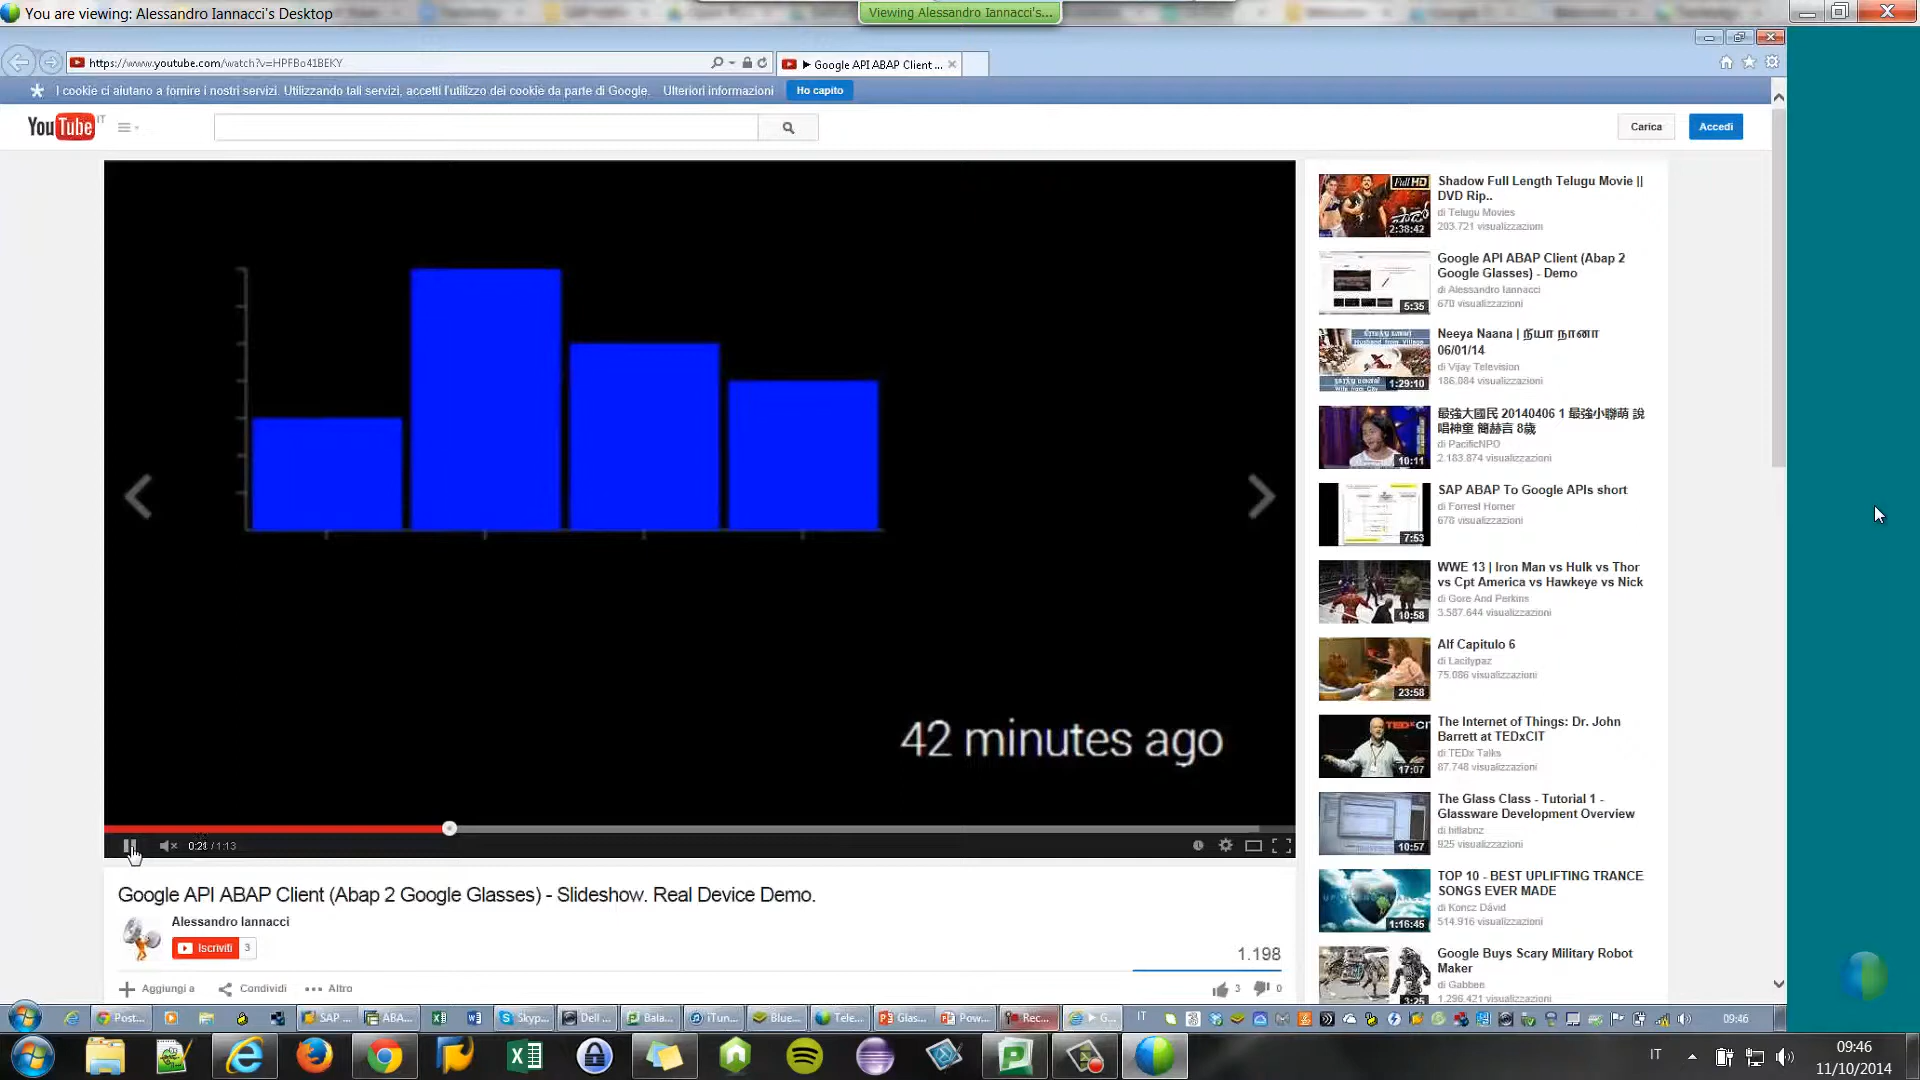 You are viewing: Alessandro Iannacci's Desktop
Viewing Alessandro Iannacci's...
https://www.youtube.com/watch?v=HPFBo41BEKY
Google API ABAP Client ...
I cookie ci aiutano a fornire i nostri servizi. Utilizzando tali servizi, accetti l'utilizzo dei cookie da parte di Google.
Ulteriori informazioni
Ho capito
YouTube IT
Carica
Accedi
42 minutes ago
0:21 / 1:13
Google API ABAP Client (Abap 2 Google Glasses) - Slideshow. Real Device Demo.
Alessandro Iannacci
Iscriviti 3
1.198
Aggiungi a
Condividi
Altro
3
0
Full HD
2:38:42
Shadow Full Length Telugu Movie ||
DVD Rip..
di Telugu Movies
203.721 visualizzazioni
5:35
Google API ABAP Client (Abap 2
Google Glasses) - Demo
di Alessandro Iannacci
670 visualizzazioni
1:29:10
Neeya Naana | நீயா நானா
06/01/14
di Vijay Television
186.084 visualizzazioni
10:11
最強大國民 20140406 1 最強小聯萌 說
唱神童 簡赫言 8歲
di PacificNPO
2.183.874 visualizzazioni
7:53
SAP ABAP To Google APIs short
di Forrest Horner
678 visualizzazioni
10:58
WWE 13 | Iron Man vs Hulk vs Thor
vs Cpt America vs Hawkeye vs Nick
di Gore And Perkins
3.587.644 visualizzazioni
23:58
Alf Capitulo 6
di Lacitypaz
75.086 visualizzazioni
17:07
The Internet of Things: Dr. John
Barrett at TEDxCIT
di TEDx Talks
67.748 visualizzazioni
10:57
The Glass Class - Tutorial 1 -
Glassware Development Overview
di hitlabnz
925 visualizzazioni
1:16:45
TOP 10 - BEST UPLIFTING TRANCE
SONGS EVER MADE
di Koncz Dávid
514.916 visualizzazioni
3:25
Google Buys Scary Military Robot
Maker
di Gabbee
1.296.421 visualizzazioni
Post...
SAP ...
ABA...
Skyp...
Dell ...
Bala...
iTun...
Blue...
Tele...
Glas...
Pow...
Rec...
G...
IT
09:46
IT
09:46
11/10/2014